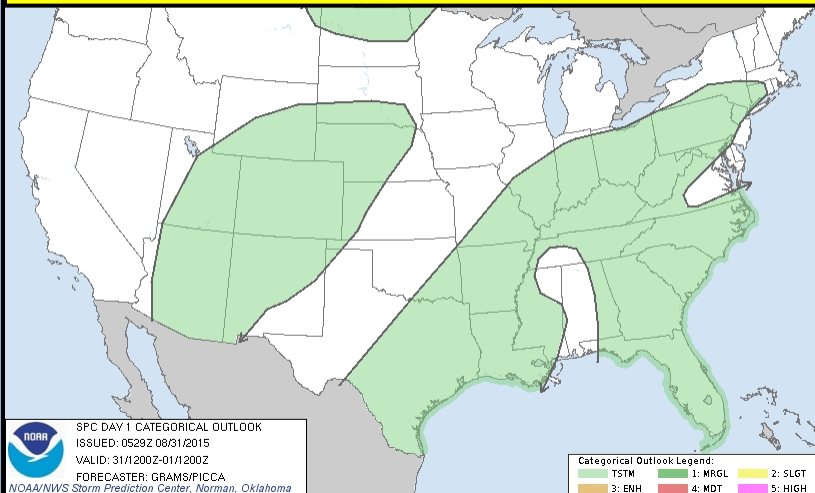 NOAA
SPC DAY 1 CATEGORICAL OUTLOOK
ISSUED: 0529Z 08/31/2015
VALID: 31/1200Z-01/1200Z
FORECASTER: GRAMS/PICCA
NOAA/NWS Storm Prediction Center, Norman, Oklahoma
Categorical Outlook Legend:
TSTM 1: MRGL 2: SLGT
3: ENH 4: MDT 5: HIGH